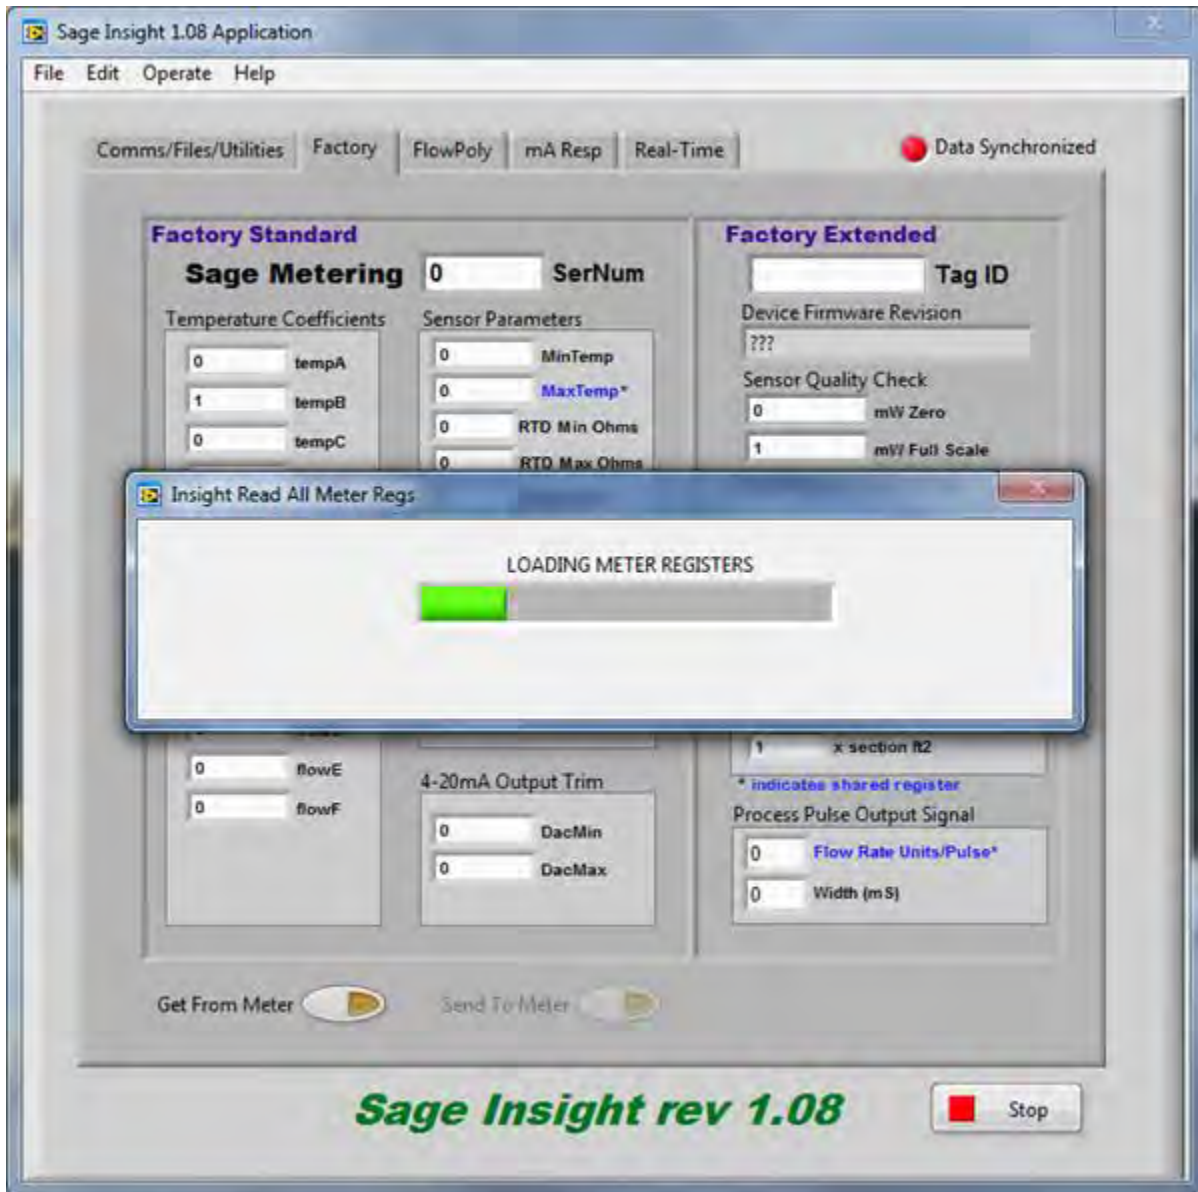 Sage Insight 1.08 Application
File Edit Operate Help
Comms/Files/Utilities Factory FlowPoly mA Resp Real-Time Data Synchronized
Factory Standard
Sage Metering 0 SerNum
Temperature Coefficients
0 tempA
1 tempB
0 tempC
Sensor Parameters
0 MinTemp
0 MaxTemp*
0 RTD Min Ohms
0 RTD Max Ohms
Factory Extended
Tag ID
Device Firmware Revision
???
Sensor Quality Check
0 mW Zero
1 mW Full Scale
Insight Read All Meter Regs
LOADING METER REGISTERS
0 flowE
0 flowF
4-20mA Output Trim
0 DacMin
0 DacMax
1 x section ft2
* indicates shared register
Process Pulse Output Signal
0 Flow Rate Units/Pulse*
0 Width (mS)
Get From Meter Send To Meter
Sage Insight rev 1.08
Stop